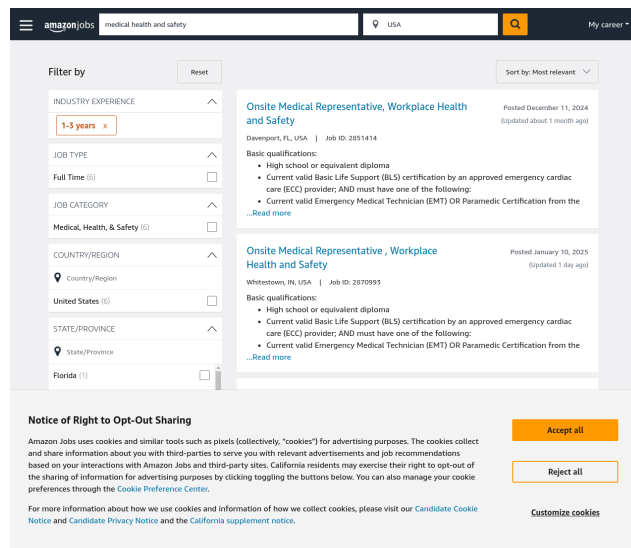 amazonjobs medical health and safety USA My career
Filter by Reset Sort by: Most relevant
INDUSTRY EXPERIENCE
1-3 years x
JOB TYPE
Full Time (6)
JOB CATEGORY
Medical, Health, & Safety (6)
COUNTRY/REGION
Country/Region
United States (6)
STATE/PROVINCE
State/Province
Florida (1)
Onsite Medical Representative, Workplace Health
and Safety
Posted December 11, 2024
(Updated about 1 month ago)
Davenport, FL, USA | Job ID: 2851414
Basic qualifications:
• High school or equivalent diploma
• Current valid Basic Life Support (BLS) certification by an approved emergency cardiac
care (ECC) provider; AND must have one of the following:
• Current valid Emergency Medical Technician (EMT) OR Paramedic Certification from the
...Read more
Onsite Medical Representative , Workplace
Health and Safety
Posted January 10, 2025
(Updated 1 day ago)
Whitestown, IN, USA | Job ID: 2870993
Basic qualifications:
• High school or equivalent diploma
• Current valid Basic Life Support (BLS) certification by an approved emergency cardiac
care (ECC) provider; AND must have one of the following:
• Current valid Emergency Medical Technician (EMT) OR Paramedic Certification from the
...Read more
Notice of Right to Opt-Out Sharing
Amazon Jobs uses cookies and similar tools such as pixels (collectively, "cookies") for advertising purposes. The cookies collect
and share information about you with third-parties to serve you with relevant advertisements and job recommendations
based on your interactions with Amazon Jobs and third-party sites. California residents may exercise their right to opt-out of
the sharing of information for advertising purposes by clicking toggling the buttons below. You can also manage your cookie
preferences through the Cookie Preference Center.
For more information about how we use cookies and information of how we collect cookies, please visit our Candidate Cookie
Notice and Candidate Privacy Notice and the California supplement notice.
Accept all
Reject all
Customize cookies